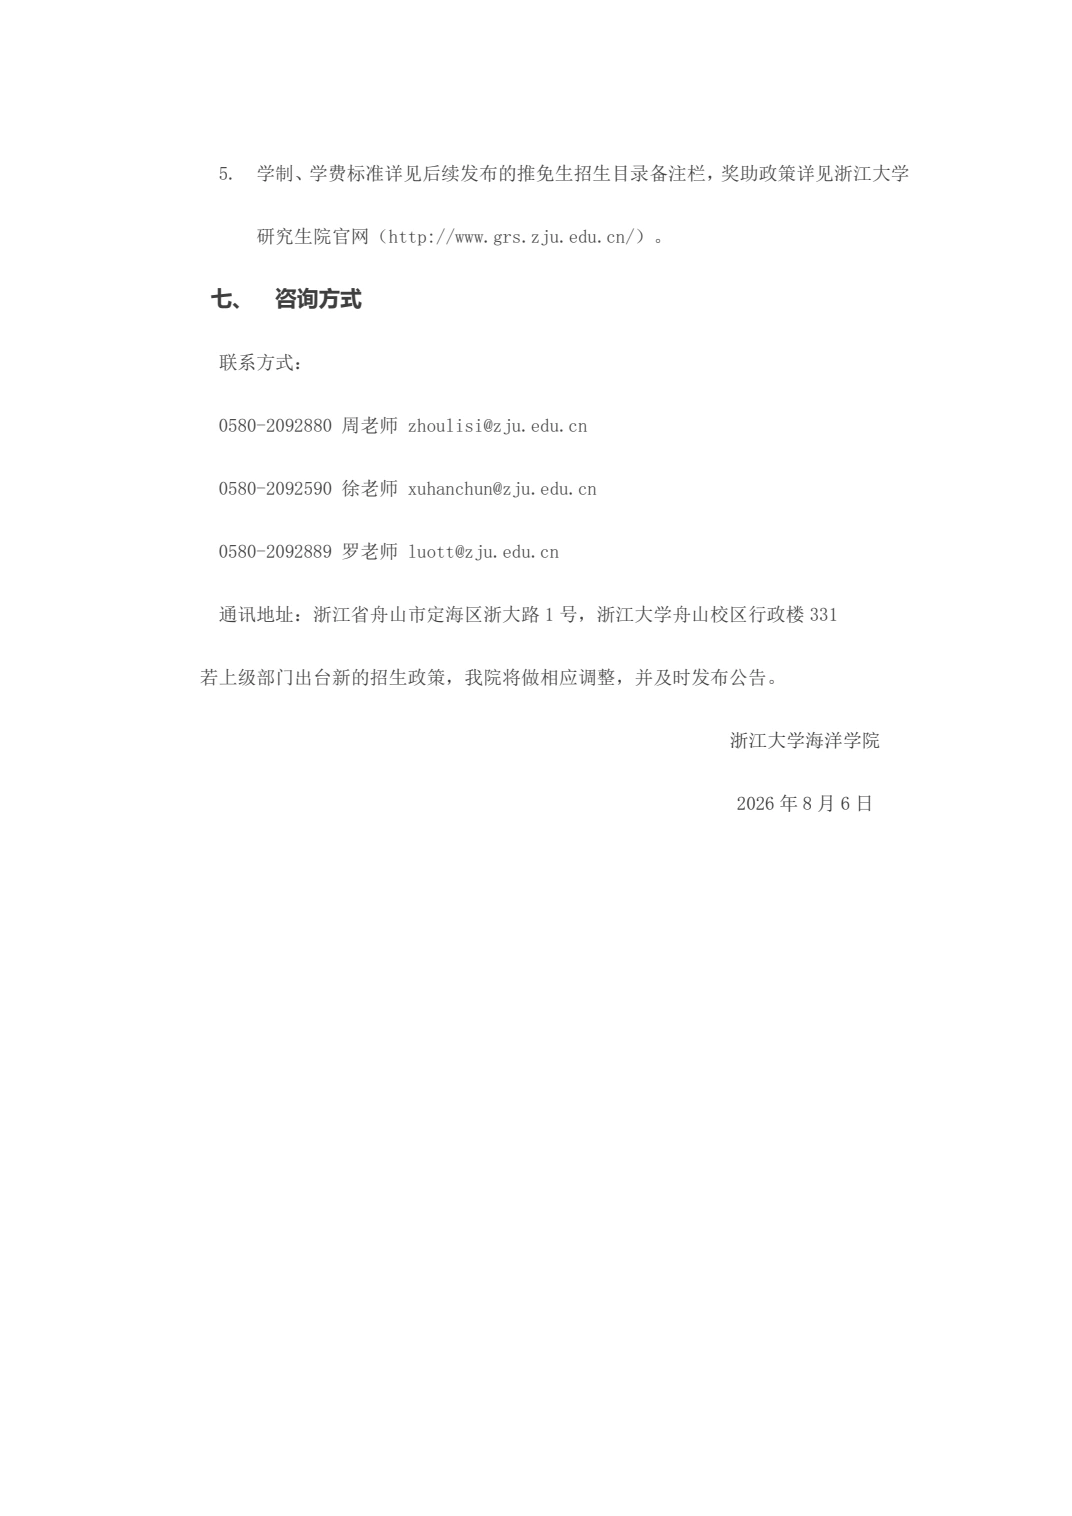 5. 学制、学费标准详见后续发布的推免生招生目录备注栏，奖助政策详见浙江大学
研究生院官网（http://www.grs.zju.edu.cn/）。
七、 咨询方式
联系方式：
0580-2092880 周老师 zhoulisi@zju.edu.cn
0580-2092590 徐老师 xuhanchun@zju.edu.cn
0580-2092889 罗老师 luott@zju.edu.cn
通讯地址：浙江省舟山市定海区浙大路 1 号，浙江大学舟山校区行政楼 331
若上级部门出台新的招生政策，我院将做相应调整，并及时发布公告。
浙江大学海洋学院
2026 年 8 月 6 日